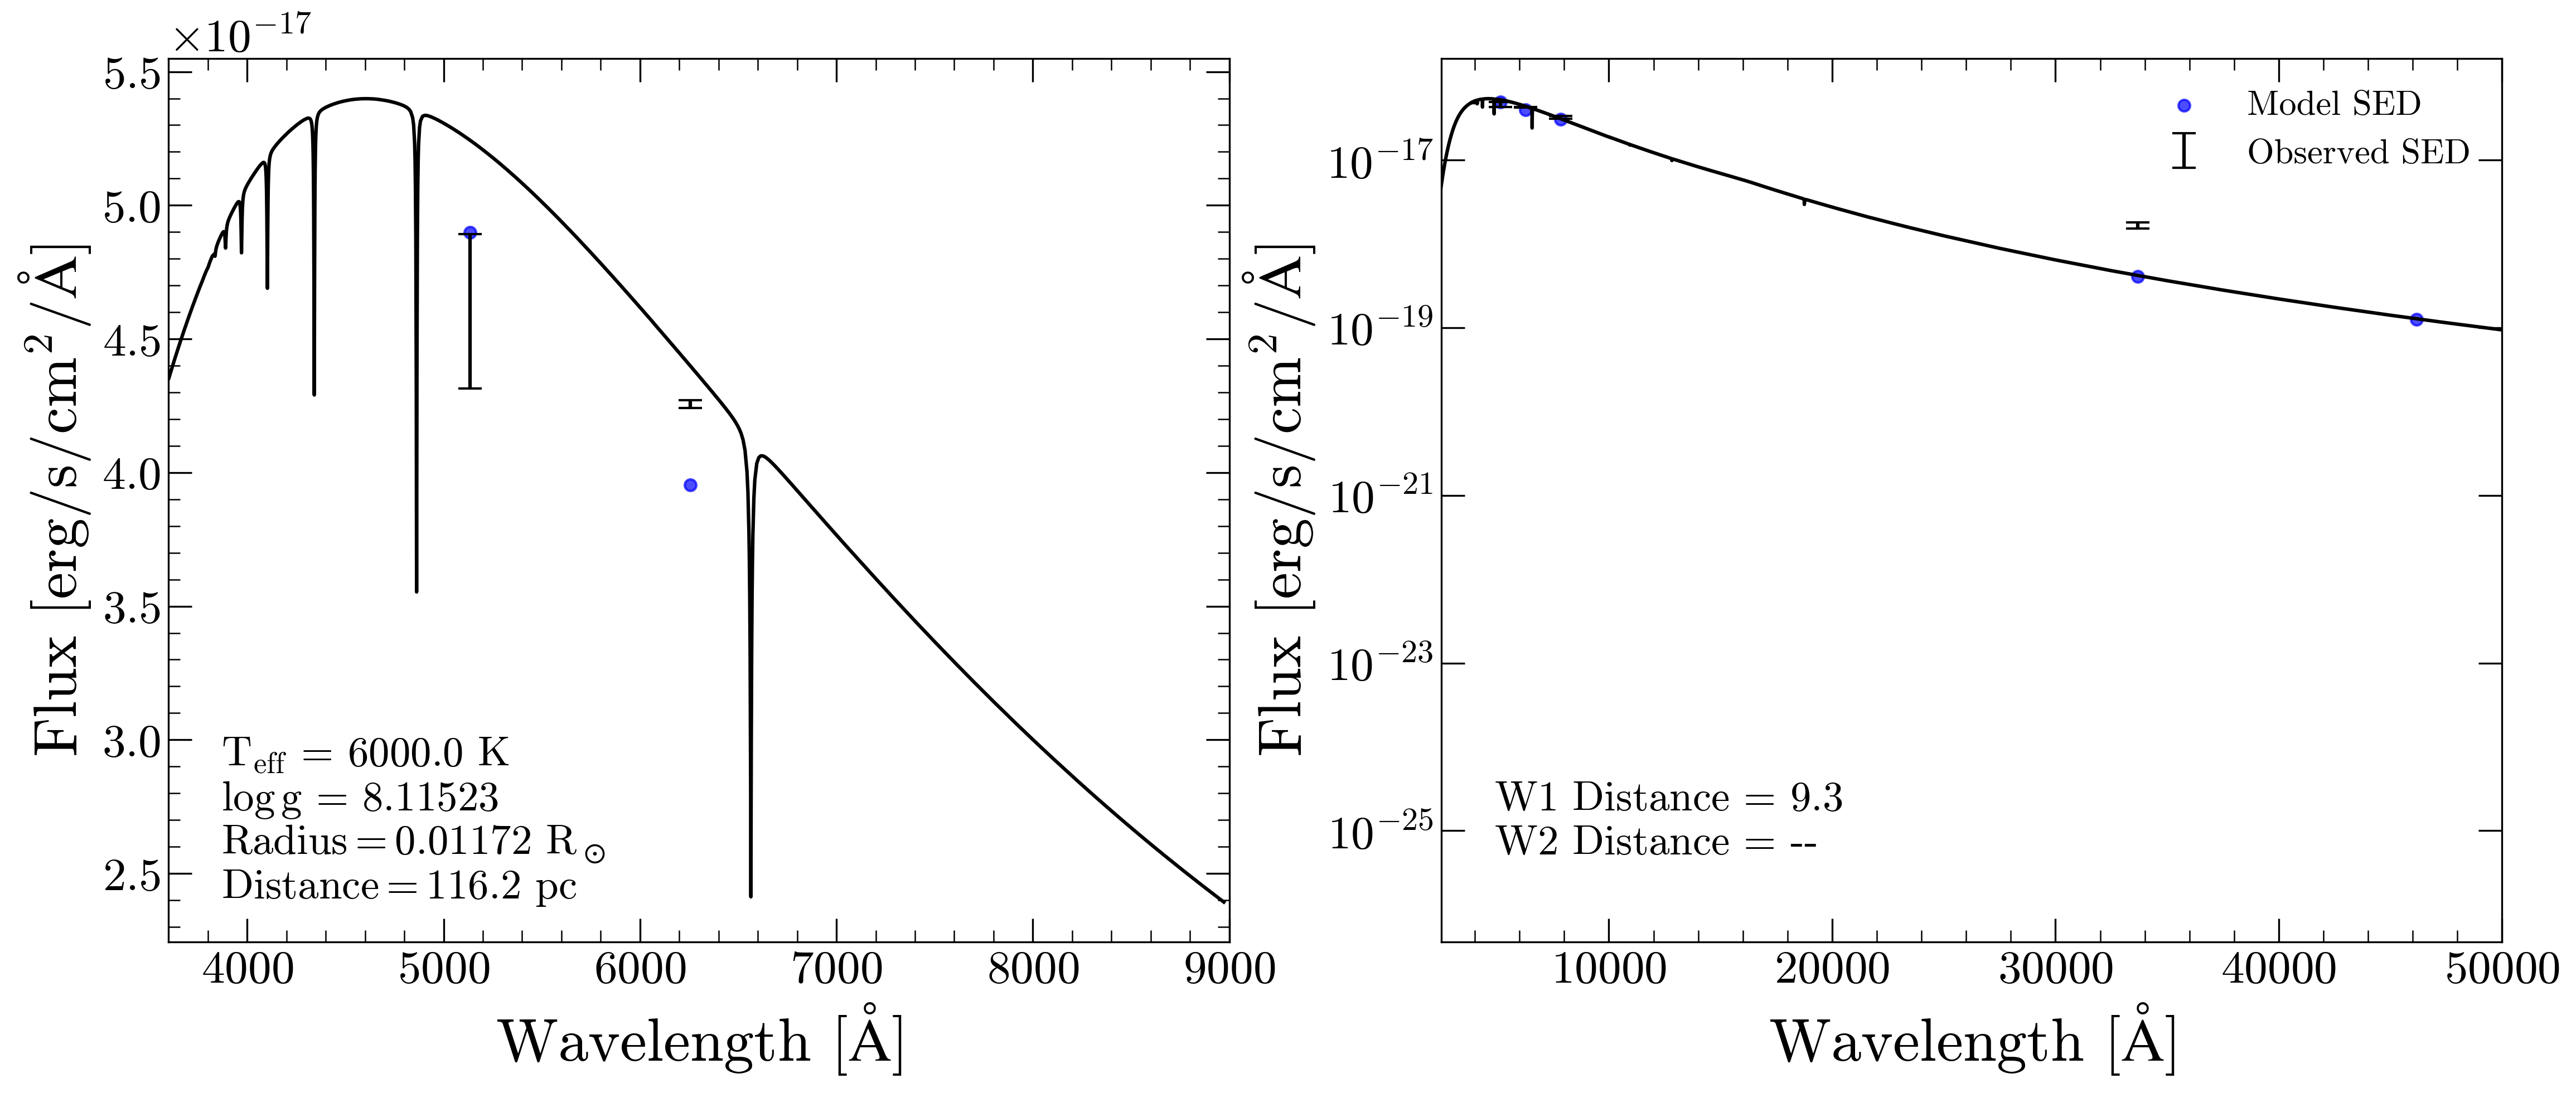 ×10⁻¹⁷
5.5
5.0
4.5
4.0
3.5
3.0
2.5
Flux [erg/s/cm²/Å]
T_eff = 6000.0 K
log g = 8.11523
Radius = 0.01172 R_⊙
Distance = 116.2 pc
4000 5000 6000 7000 8000 9000
Wavelength [Å]
Model SED
Observed SED
10⁻¹⁷
10⁻¹⁹
10⁻²¹
10⁻²³
10⁻²⁵
Flux [erg/s/cm²/Å]
W1 Distance = 9.3
W2 Distance = --
10000 20000 30000 40000 50000
Wavelength [Å]